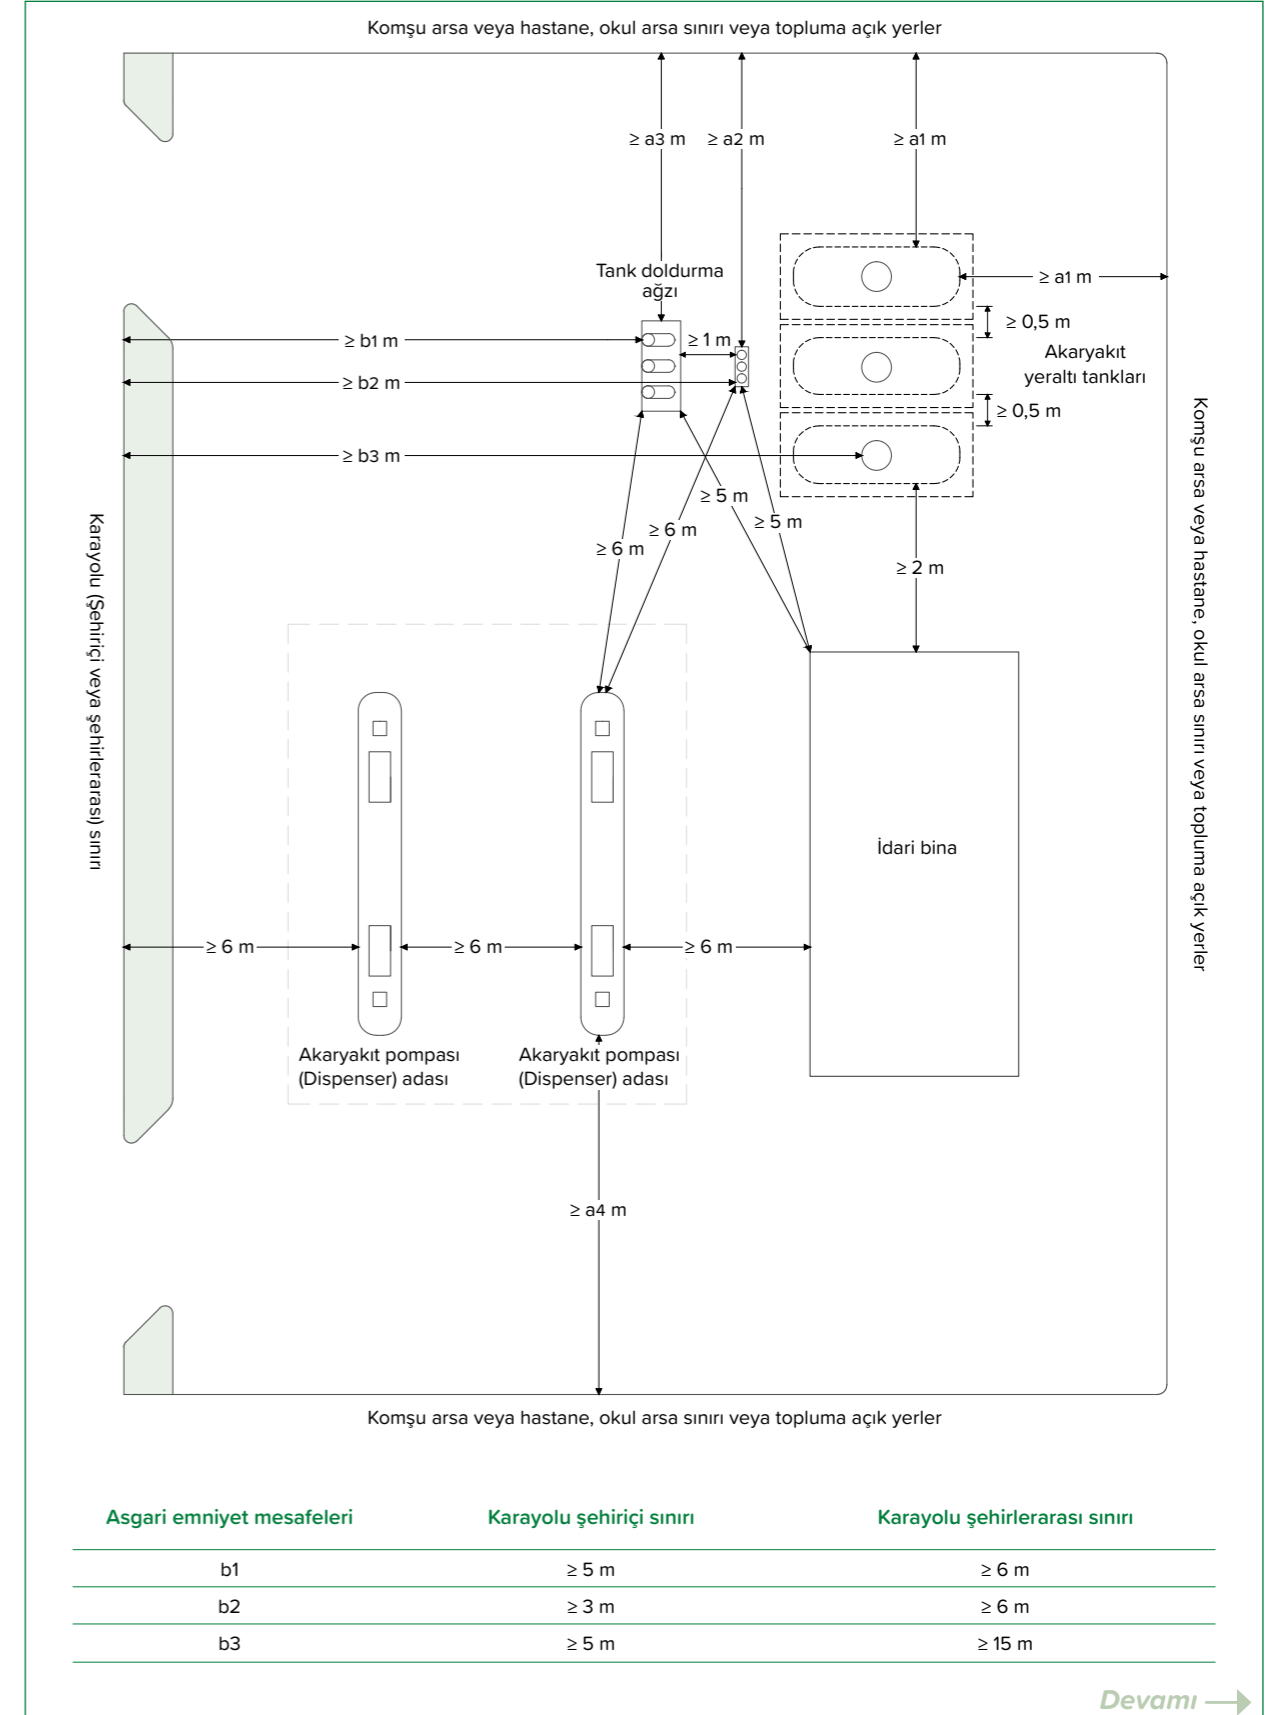 Komşu arsa veya hastane, okul arsa sınırı veya topluma açık yerler
≥ a3 m
≥ a2 m
≥ a1 m
Tank doldurma
ağzı
≥ a1 m
≥ 0,5 m
≥ b1 m
≥ 1 m
Akaryakıt
yeraltı tankları
≥ b2 m
≥ 0,5 m
≥ b3 m
≥ 5 m
≥ 5 m
≥ 6 m
≥ 6 m
≥ 2 m
Karayolu (Şehiriçi veya şehirlerarası) sınırı
Komşu arsa veya hastane, okul arsa sınırı veya topluma açık yerler
İdari bina
≥ 6 m
≥ 6 m
≥ 6 m
Akaryakıt pompası
(Dispenser) adası
Akaryakıt pompası
(Dispenser) adası
≥ a4 m
Komşu arsa veya hastane, okul arsa sınırı veya topluma açık yerler
Asgari emniyet mesafeleri Karayolu şehiriçi sınırı Karayolu şehirlerarası sınırı
b1 ≥ 5 m ≥ 6 m
b2 ≥ 3 m ≥ 6 m
b3 ≥ 5 m ≥ 15 m
Devamı